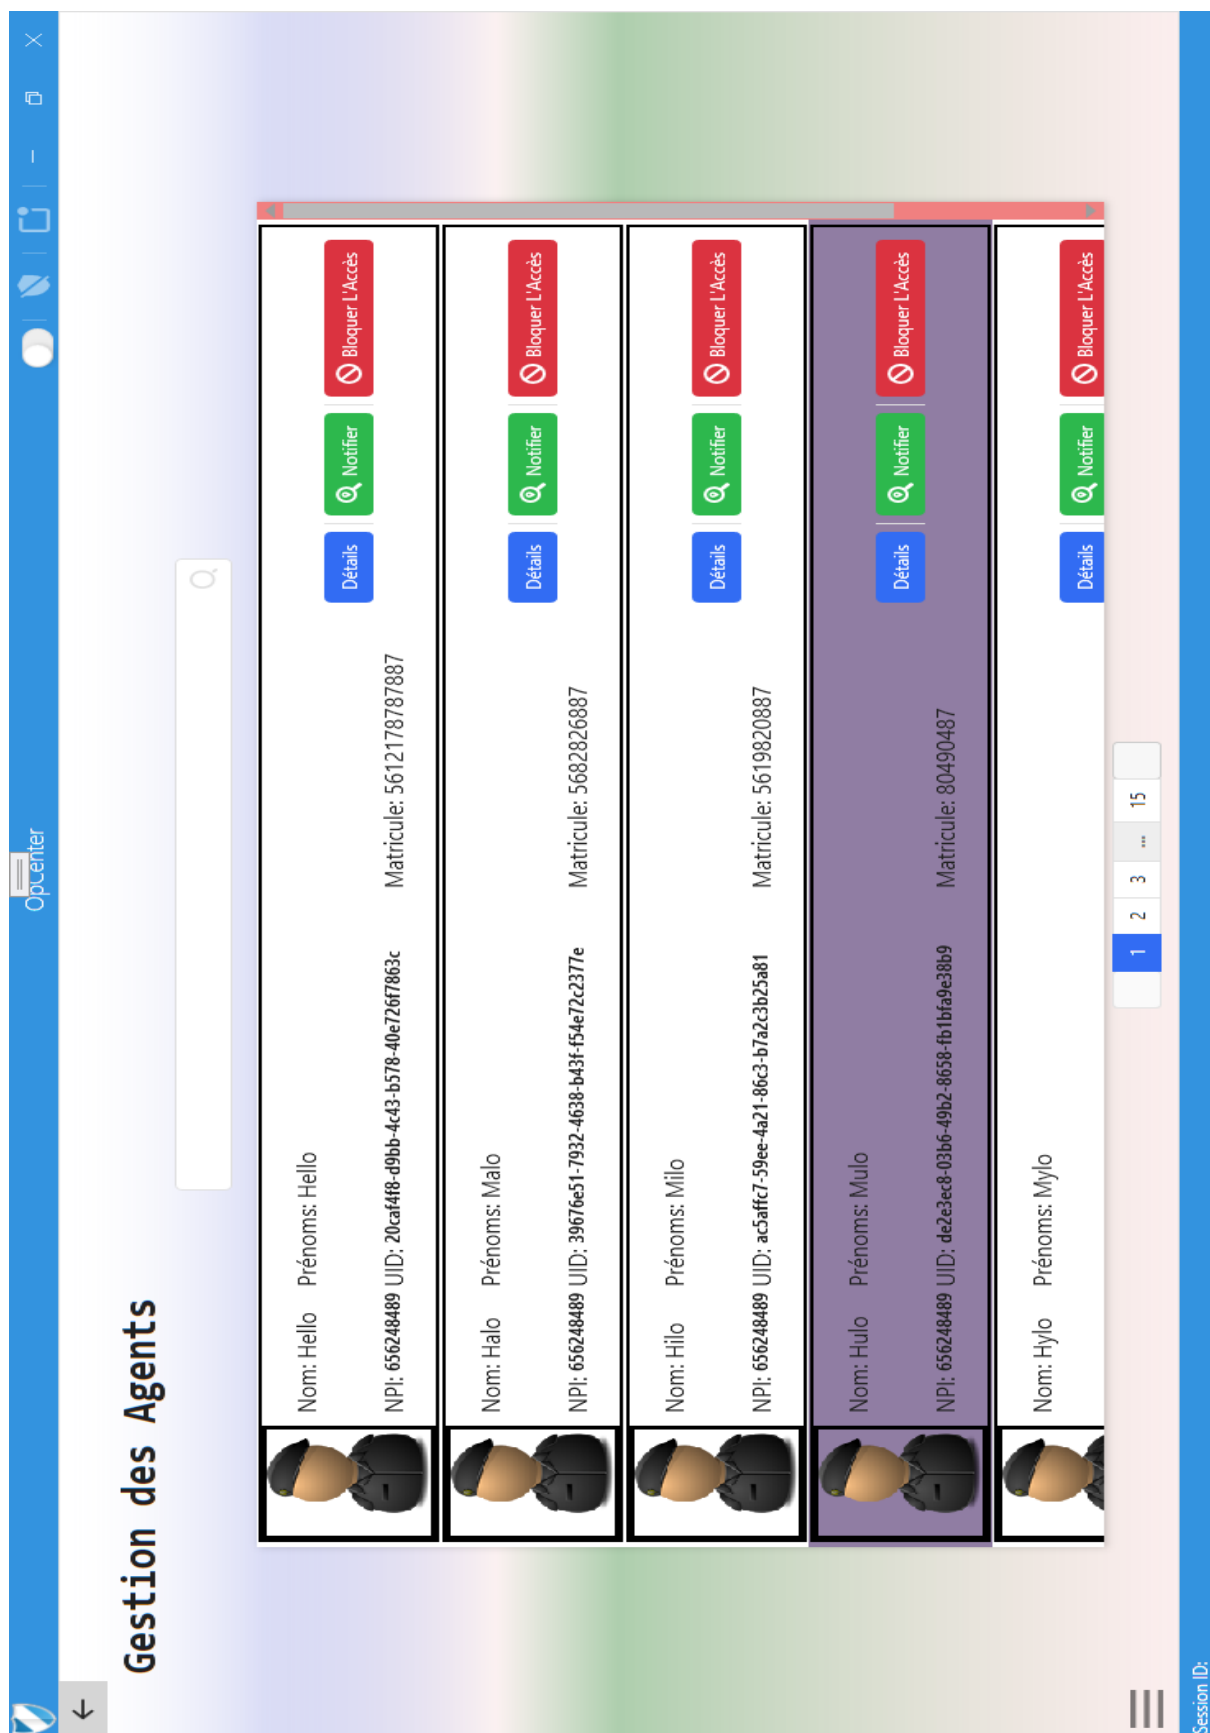 OpCenter
Gestion des Agents
Nom: Hello Prénoms: Hello
NPI: 656248489 UID: 20caf4f8-d9bb-4c43-b578-40e726f7863c Matricule: 561217878787887
Détails Notifier Bloquer L'Accès
Nom: Halo Prénoms: Malo
NPI: 656248489 UID: 39676e51-7932-4638-b43f-f54e72c2377e Matricule: 5682826887
Détails Notifier Bloquer L'Accès
Nom: Hilo Prénoms: Milo
NPI: 656248489 UID: ac5affc7-59ee-4a21-86c3-b7a2c3b25a81 Matricule: 5619820887
Détails Notifier Bloquer L'Accès
Nom: Hulo Prénoms: Mulo
NPI: 656248489 UID: de2e3ec8-03b6-49b2-8658-fb1bfa9e38b9 Matricule: 80490487
Détails Notifier Bloquer L'Accès
Nom: Hylo Prénoms: Mylo
Détails Notifier Bloquer L'Accès
1 2 3 ... 15
Session ID: